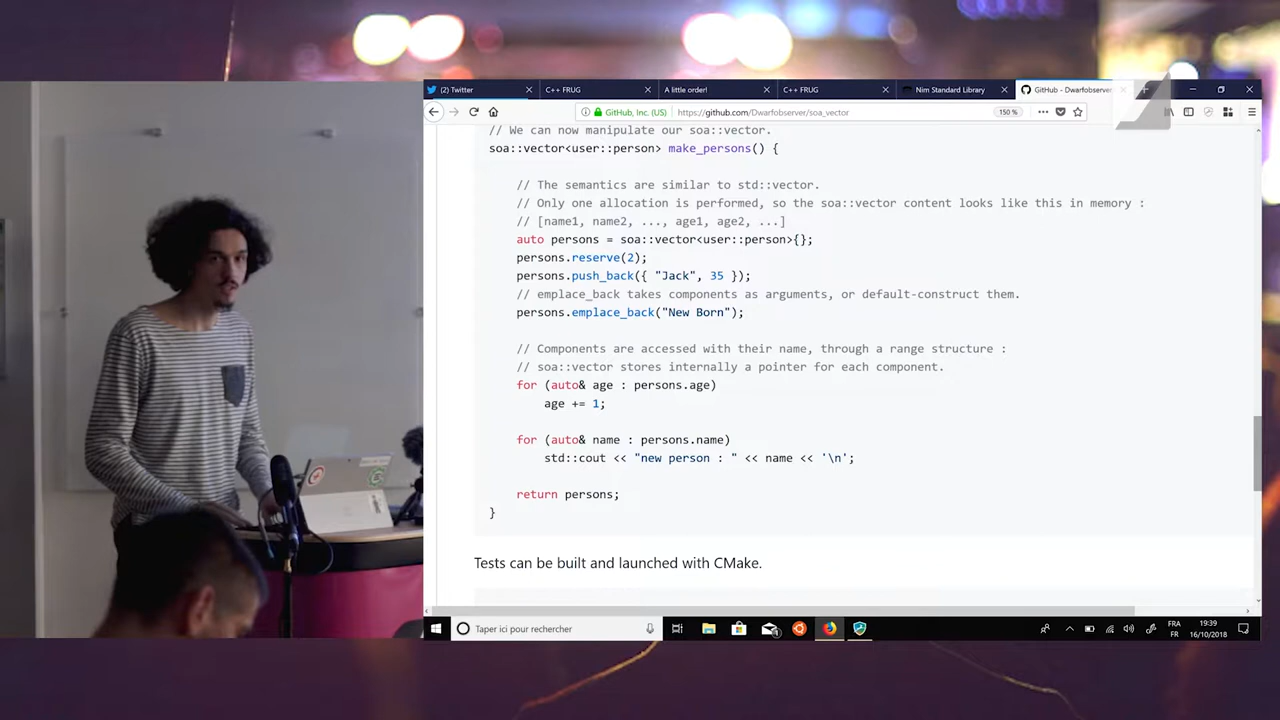 (2) Twitter
C++ FRUG
A little order!
C++ FRUG
Nim Standard Library
GitHub - Dwarfobserver
GitHub, Inc. (US)
https://github.com/Dwarfobserver/soa_vector
150 %
// We can now manipulate our soa::vector.
soa::vector<user::person> make_persons() {
// The semantics are similar to std::vector.
// Only one allocation is performed, so the soa::vector content looks like this in memory :
// [name1, name2, ..., age1, age2, ...]
auto persons = soa::vector<user::person>{};
persons.reserve(2);
persons.push_back({ "Jack", 35 });
// emplace_back takes components as arguments, or default-construct them.
persons.emplace_back("New Born");
// Components are accessed with their name, through a range structure :
// soa::vector stores internally a pointer for each component.
for (auto& age : persons.age)
age += 1;
for (auto& name : persons.name)
std::cout << "new person : " << name << '\n';
return persons;
}
Tests can be built and launched with CMake.
Taper ici pour rechercher
FRA
FR
19:39
16/10/2018